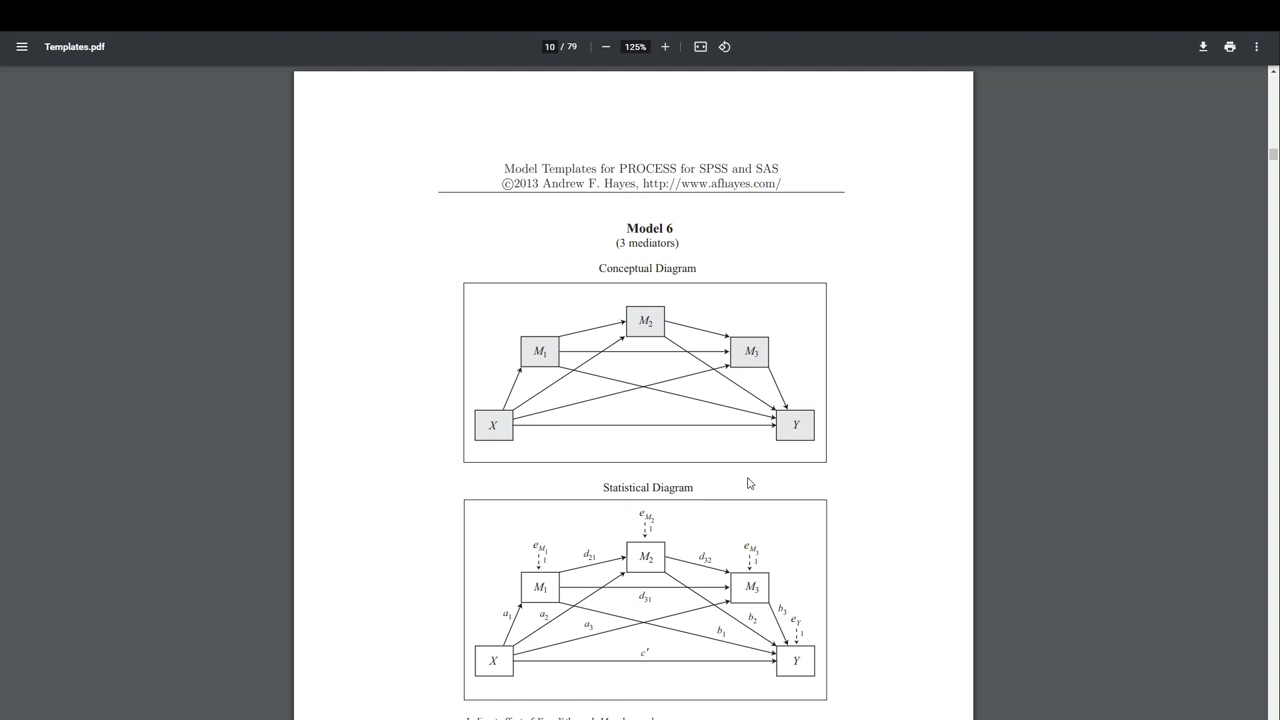 Templates.pdf
10 / 79
125%
Model Templates for PROCESS for SPSS and SAS
©2013 Andrew F. Hayes, http://www.afhayes.com/
Model 6
(3 mediators)
Conceptual Diagram
M2
M1
M3
X
Y
Statistical Diagram
eM2
1
eM1
1
d21
M2
d32
eM3
1
M1
d31
M3
a1
a2
a3
b1
b2
b3
eY
1
X
c'
Y